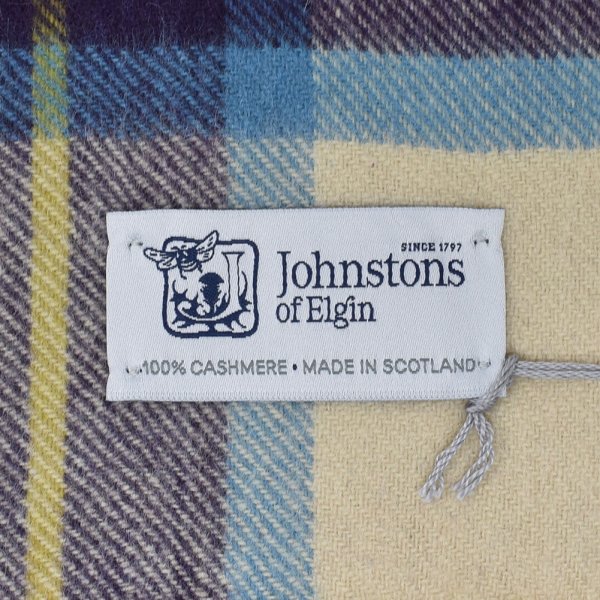 SINCE 1797
Johnstons
of Elgin
100% CASHMERE • MADE IN SCOTLAND